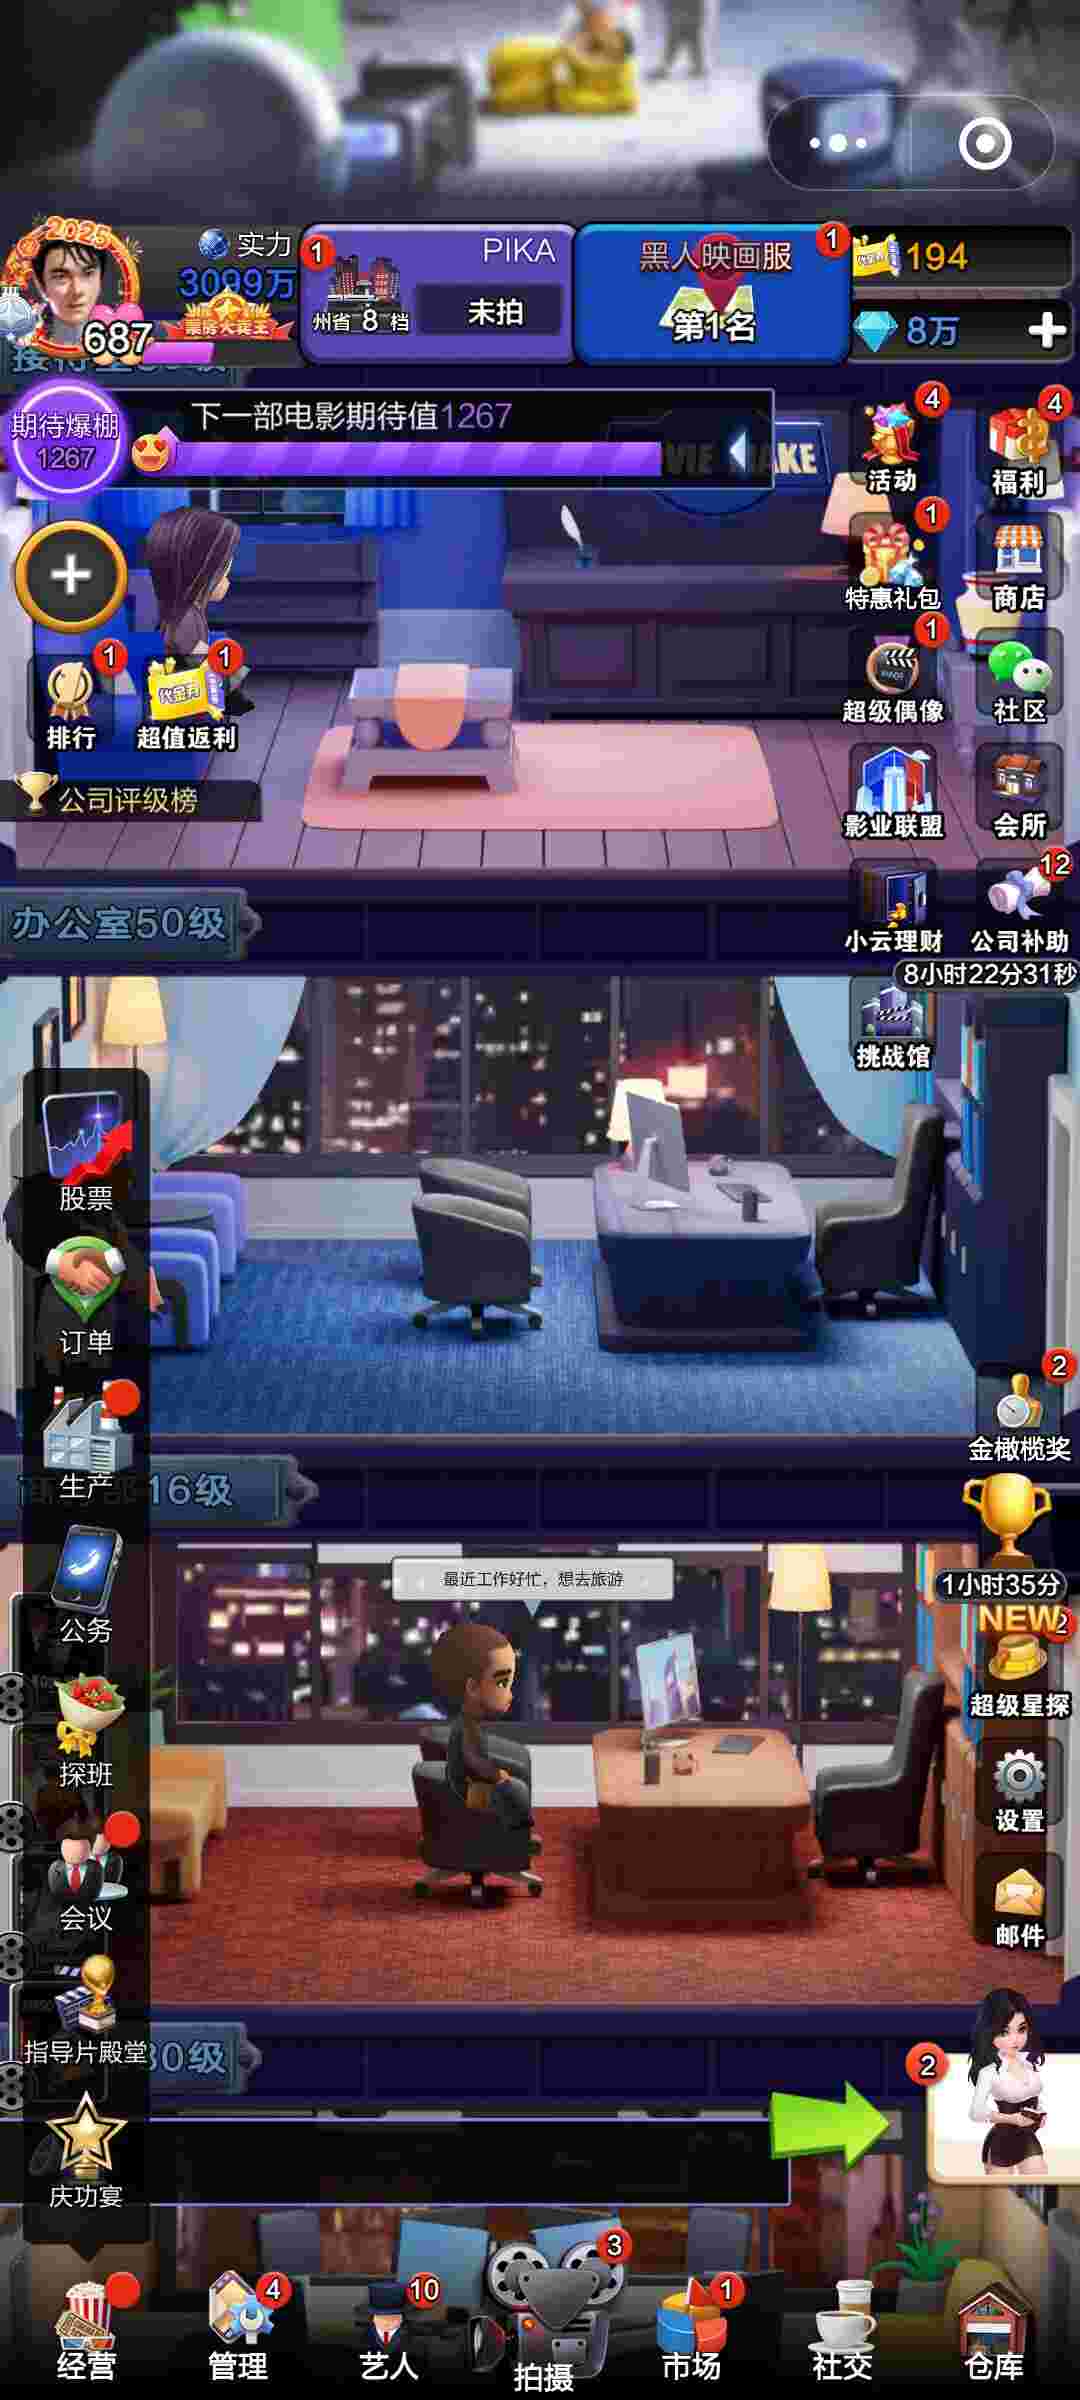 2025
实力
3099万
票房大赛王
687
1
PIKA
州省 8 档
未拍
黑人映画服
1
第1名
代金券
194
8万
期待爆棚
1267
下一部电影期待值1267
活动
4
福利
4
特惠礼包
1
商店
超级偶像
1
社区
影业联盟
会所
小云理财
公司补助
12
8小时22分31秒
挑战馆
排行
1
代金券
超值返利
1
公司评级榜
办公室50级
股票
订单
生产
16级
公务
探班
会议
指导片殿堂
30级
庆功宴
最近工作好忙，想去旅游
2
金橄榄奖
1小时35分
NEW
2
超级星探
设置
邮件
2
经营
管理
4
艺人
10
拍摄
3
市场
1
社交
仓库